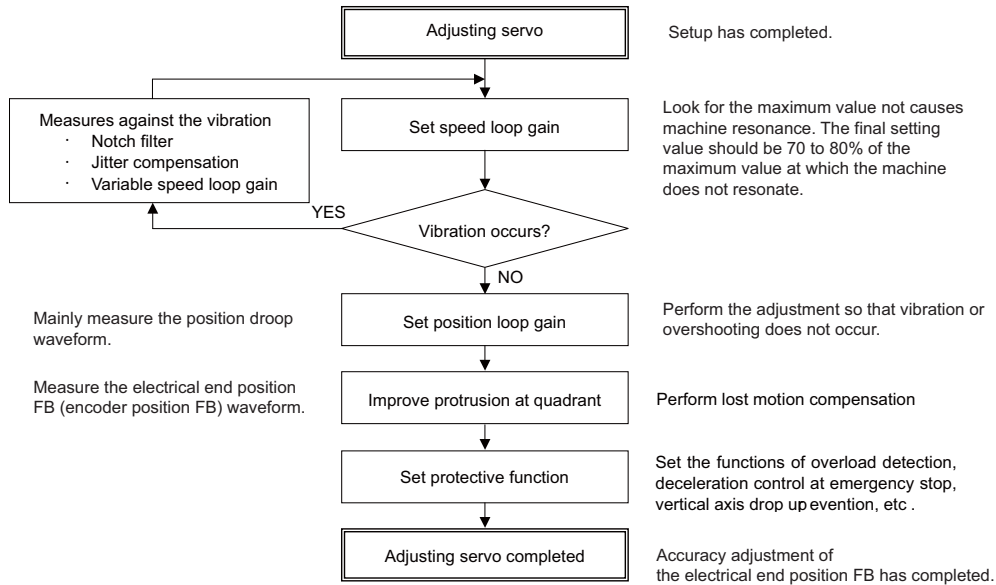 Adjusting servo
Setup has completed.
Measures against the vibration
· Notch filter
· Jitter compensation
· Variable speed loop gain
Set speed loop gain
Look for the maximum value not causes
machine resonance. The final setting
value should be 70 to 80% of the
maximum value at which the machine
does not resonate.
YES
Vibration occurs?
NO
Mainly measure the position droop
waveform.
Set position loop gain
Perform the adjustment so that vibration or
overshooting does not occur.
Measure the electrical end position
FB (encoder position FB) waveform.
Improve protrusion at quadrant
Perform lost motion compensation
Set protective function
Set the functions of overload detection,
deceleration control at emergency stop,
vertical axis drop up evention, etc .
Adjusting servo completed
Accuracy adjustment of
the electrical end position FB has completed.